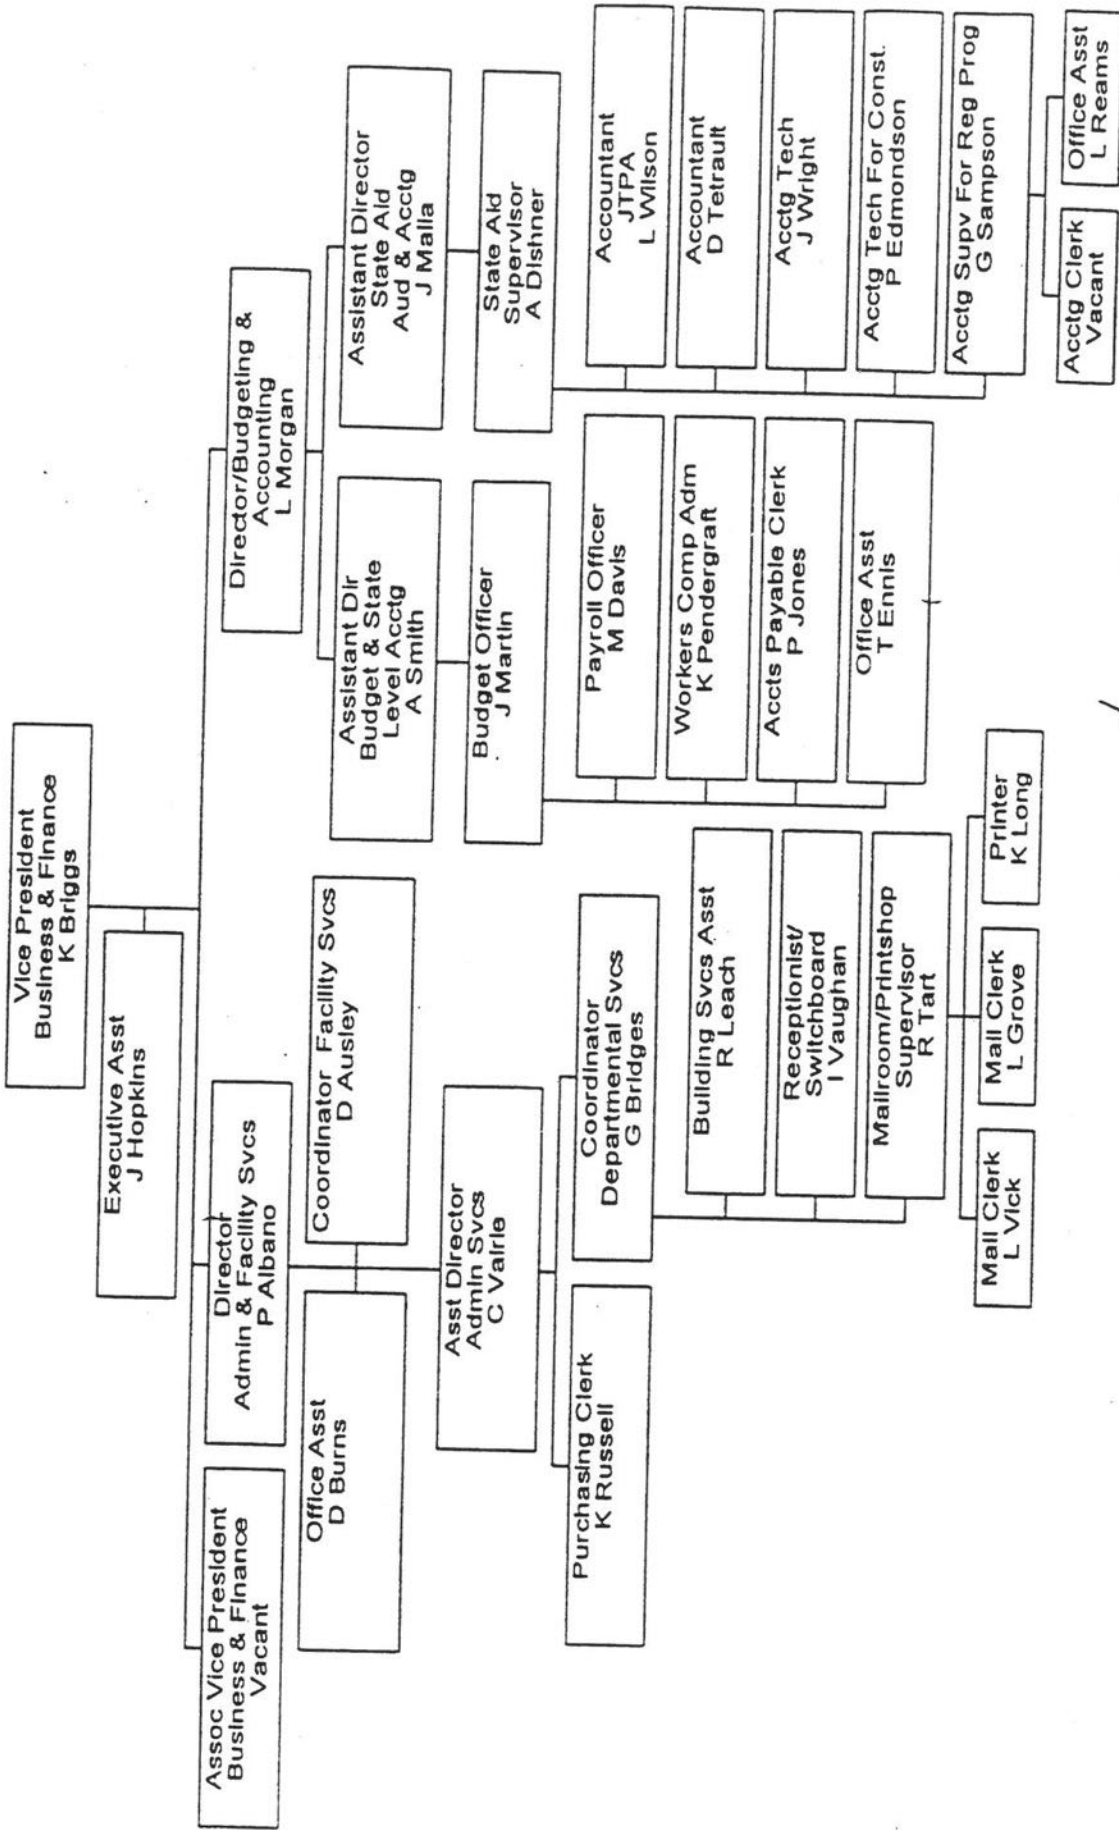 Vice President
Business & Finance
K Briggs
Executive Asst
J Hopkins
Assoc Vice President
Business & Finance
Vacant
Director
Admin & Facility Svcs
P Albano
Director/Budgeting &
Accounting
L Morgan
Office Asst
D Burns
Coordinator Facility Svcs
D Ausley
Assistant Dir
Budget & State
Level Acctg
A Smith
Assistant Director
State Aid
Aud & Acctg
J Malla
Asst Director
Admin Svcs
C Valrie
Budget Officer
J Martin
State Aid
Supervisor
A Dishner
Purchasing Clerk
K Russell
Coordinator
Departmental Svcs
G Bridges
Building Svcs Asst
R Leach
Receptionist/
Switchboard
I Vaughan
Mailroom/Printshop
Supervisor
R Tart
Mail Clerk
L Vick
Mail Clerk
L Grove
Printer
K Long
Payroll Officer
M Davis
Workers Comp Adm
K Pendergraft
Accts Payable Clerk
P Jones
Office Asst
T Ennis
Accountant
JTPA
L Wilson
Accountant
D Tetrault
Acctg Tech
J Wright
Acctg Tech For Const.
P Edmondson
Acctg Supv For Reg Prog
G Sampson
Acctg Clerk
Vacant
Office Asst
L Reams